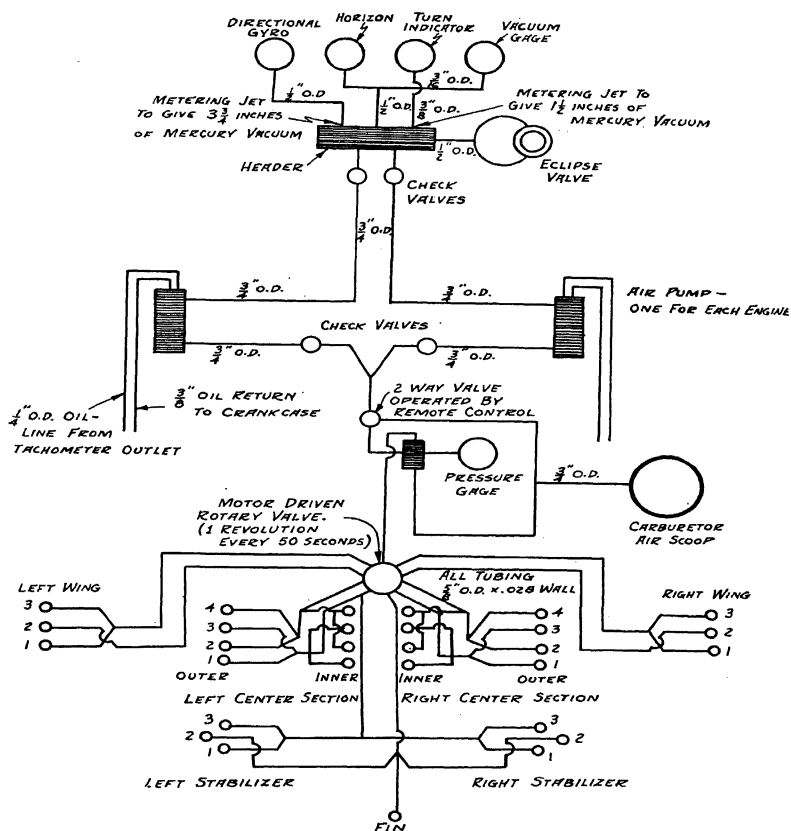 DIRECTIONAL
GYRO
HORIZON
TURN
INDICATOR
VACUUM
GAGE
1/2" O.D.
3/8" O.D.
METERING JET
TO GIVE 3 3/4 INCHES
OF MERCURY VACUUM
1/2" O.D.
3/8" O.D.
METERING JET TO
GIVE 1 1/2 INCHES OF
MERCURY VACUUM
HEADER
1/2" O.D.
ECLIPSE
VALVE
CHECK
VALVES
3/4" O.D.
3/4" O.D.
3/4" O.D.
AIR PUMP —
ONE FOR EACH ENGINE
CHECK VALVES
3/4" O.D.
3/4" O.D.
1/4" O.D. OIL-
LINE FROM
TACHOMETER OUTLET
OIL RETURN
TO CRANKCASE
2 WAY VALVE
OPERATED BY
REMOTE CONTROL
PRESSURE
GAGE
3/4" O.D.
CARBURETOR
AIR SCOOP
MOTOR DRIVEN
ROTARY VALVE.
(1 REVOLUTION
EVERY 50 SECONDS)
ALL TUBING
O.D. x .028 WALL
LEFT WING
3
2
1
RIGHT WING
3
2
1
4
3
2
1
OUTER
INNER
LEFT CENTER SECTION
4
3
2
1
INNER
OUTER
RIGHT CENTER SECTION
3
2
1
LEFT STABILIZER
3
2
1
RIGHT STABILIZER
FIN